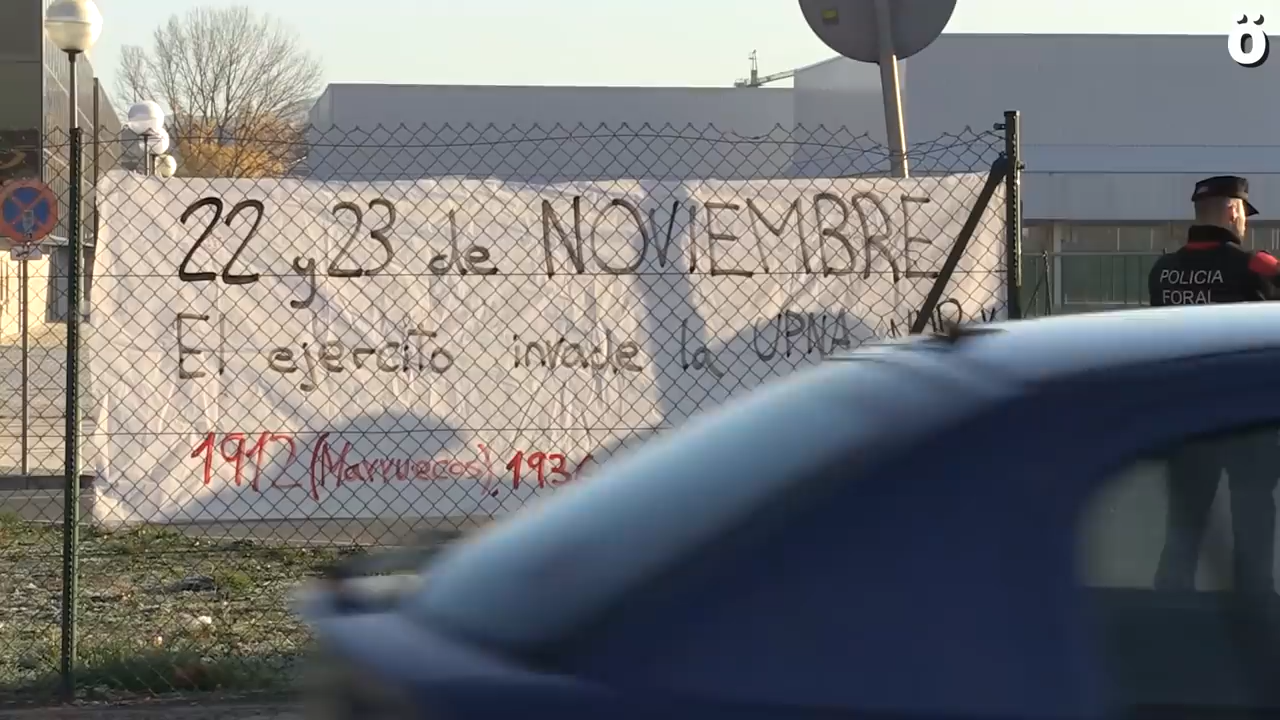 22 y 23 de NOVIEMBRE
El ejercito invade la UPNA
1912 (Marruecos), 193
POLICIA
FORAL
ö